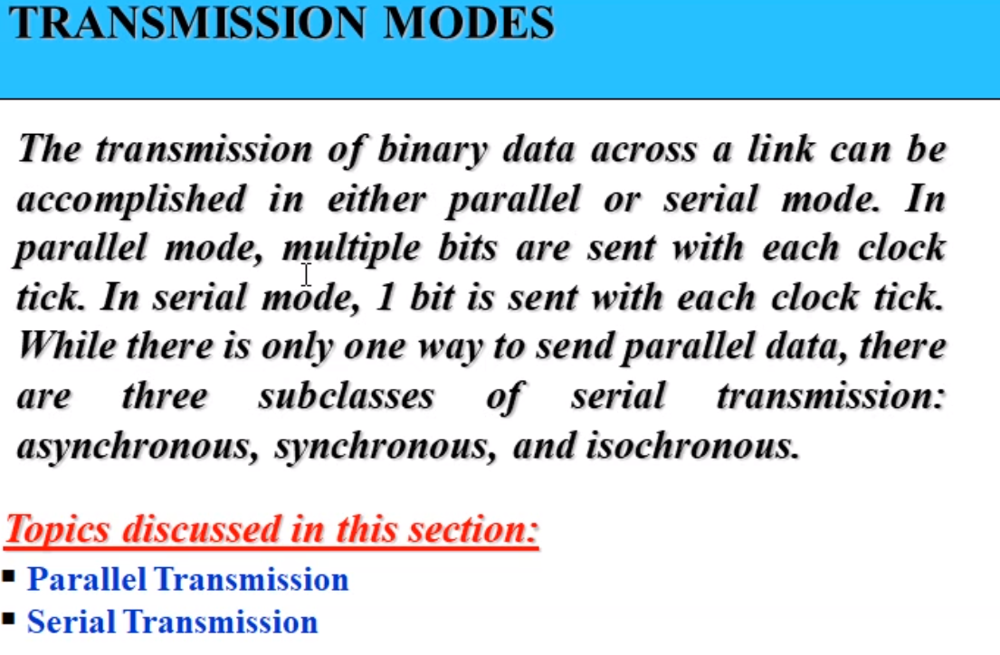 TRANSMISSION MODES
The transmission of binary data across a link can be
accomplished in either parallel or serial mode. In
parallel mode, multiple bits are sent with each clock
tick. In serial mode, 1 bit is sent with each clock tick.
While there is only one way to send parallel data, there
are three subclasses of serial transmission:
asynchronous, synchronous, and isochronous.
Topics discussed in this section:
▪ Parallel Transmission
▪ Serial Transmission